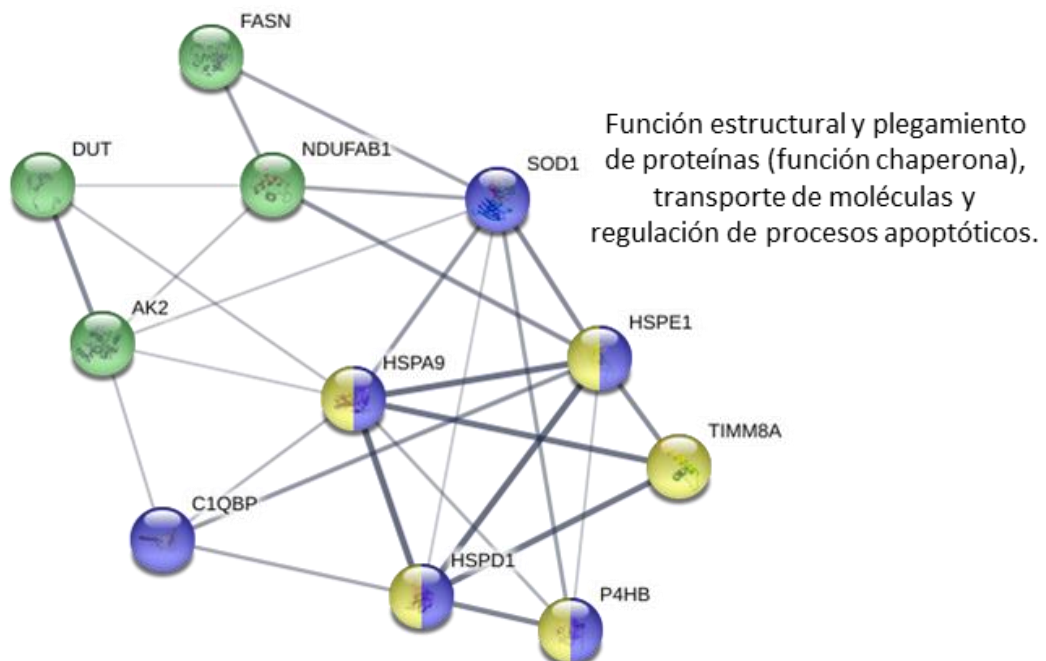 FASN
DUT
NDUFAB1
SOD1
Función estructural y plegamiento
de proteínas (función chaperona),
transporte de moléculas y
regulación de procesos apoptóticos.
AK2
HSPE1
HSPA9
TIMM8A
C1QBP
HSPD1
P4HB